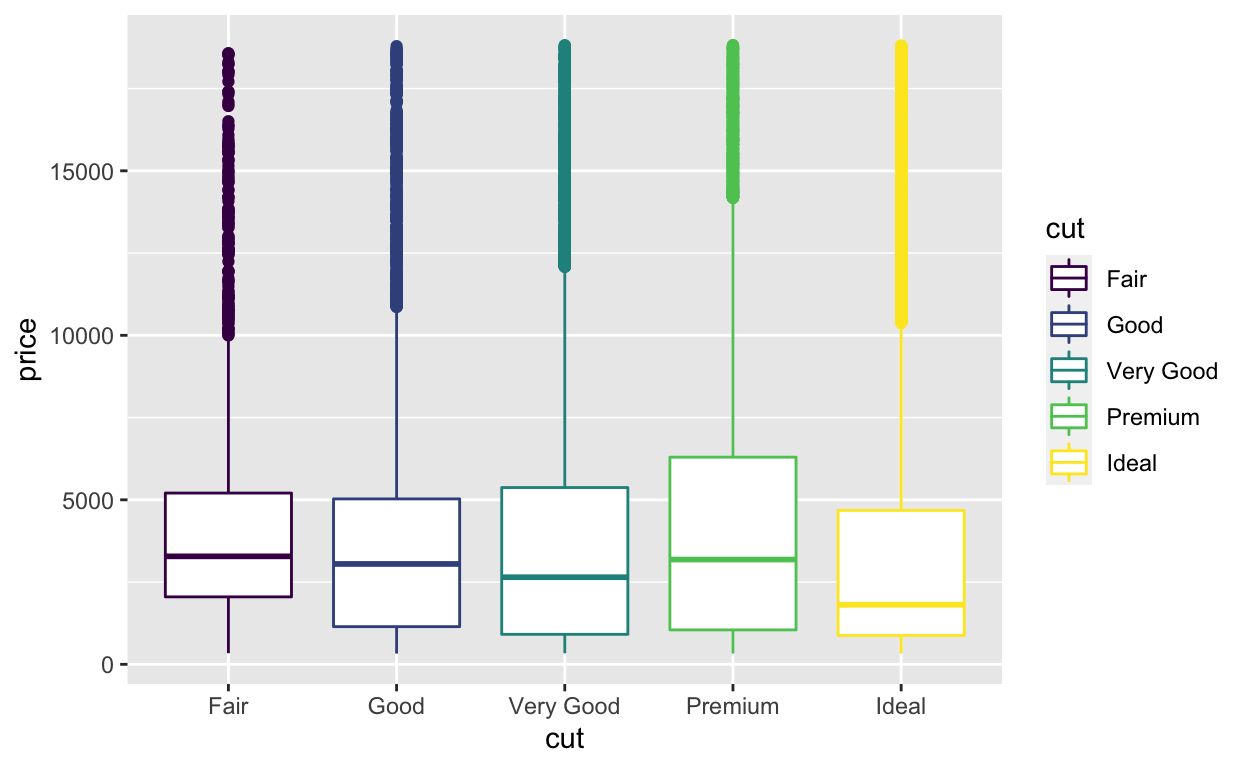 price
15000
10000
5000
0
Fair
Good
Very Good
Premium
Ideal
cut
cut
Fair
Good
Very Good
Premium
Ideal